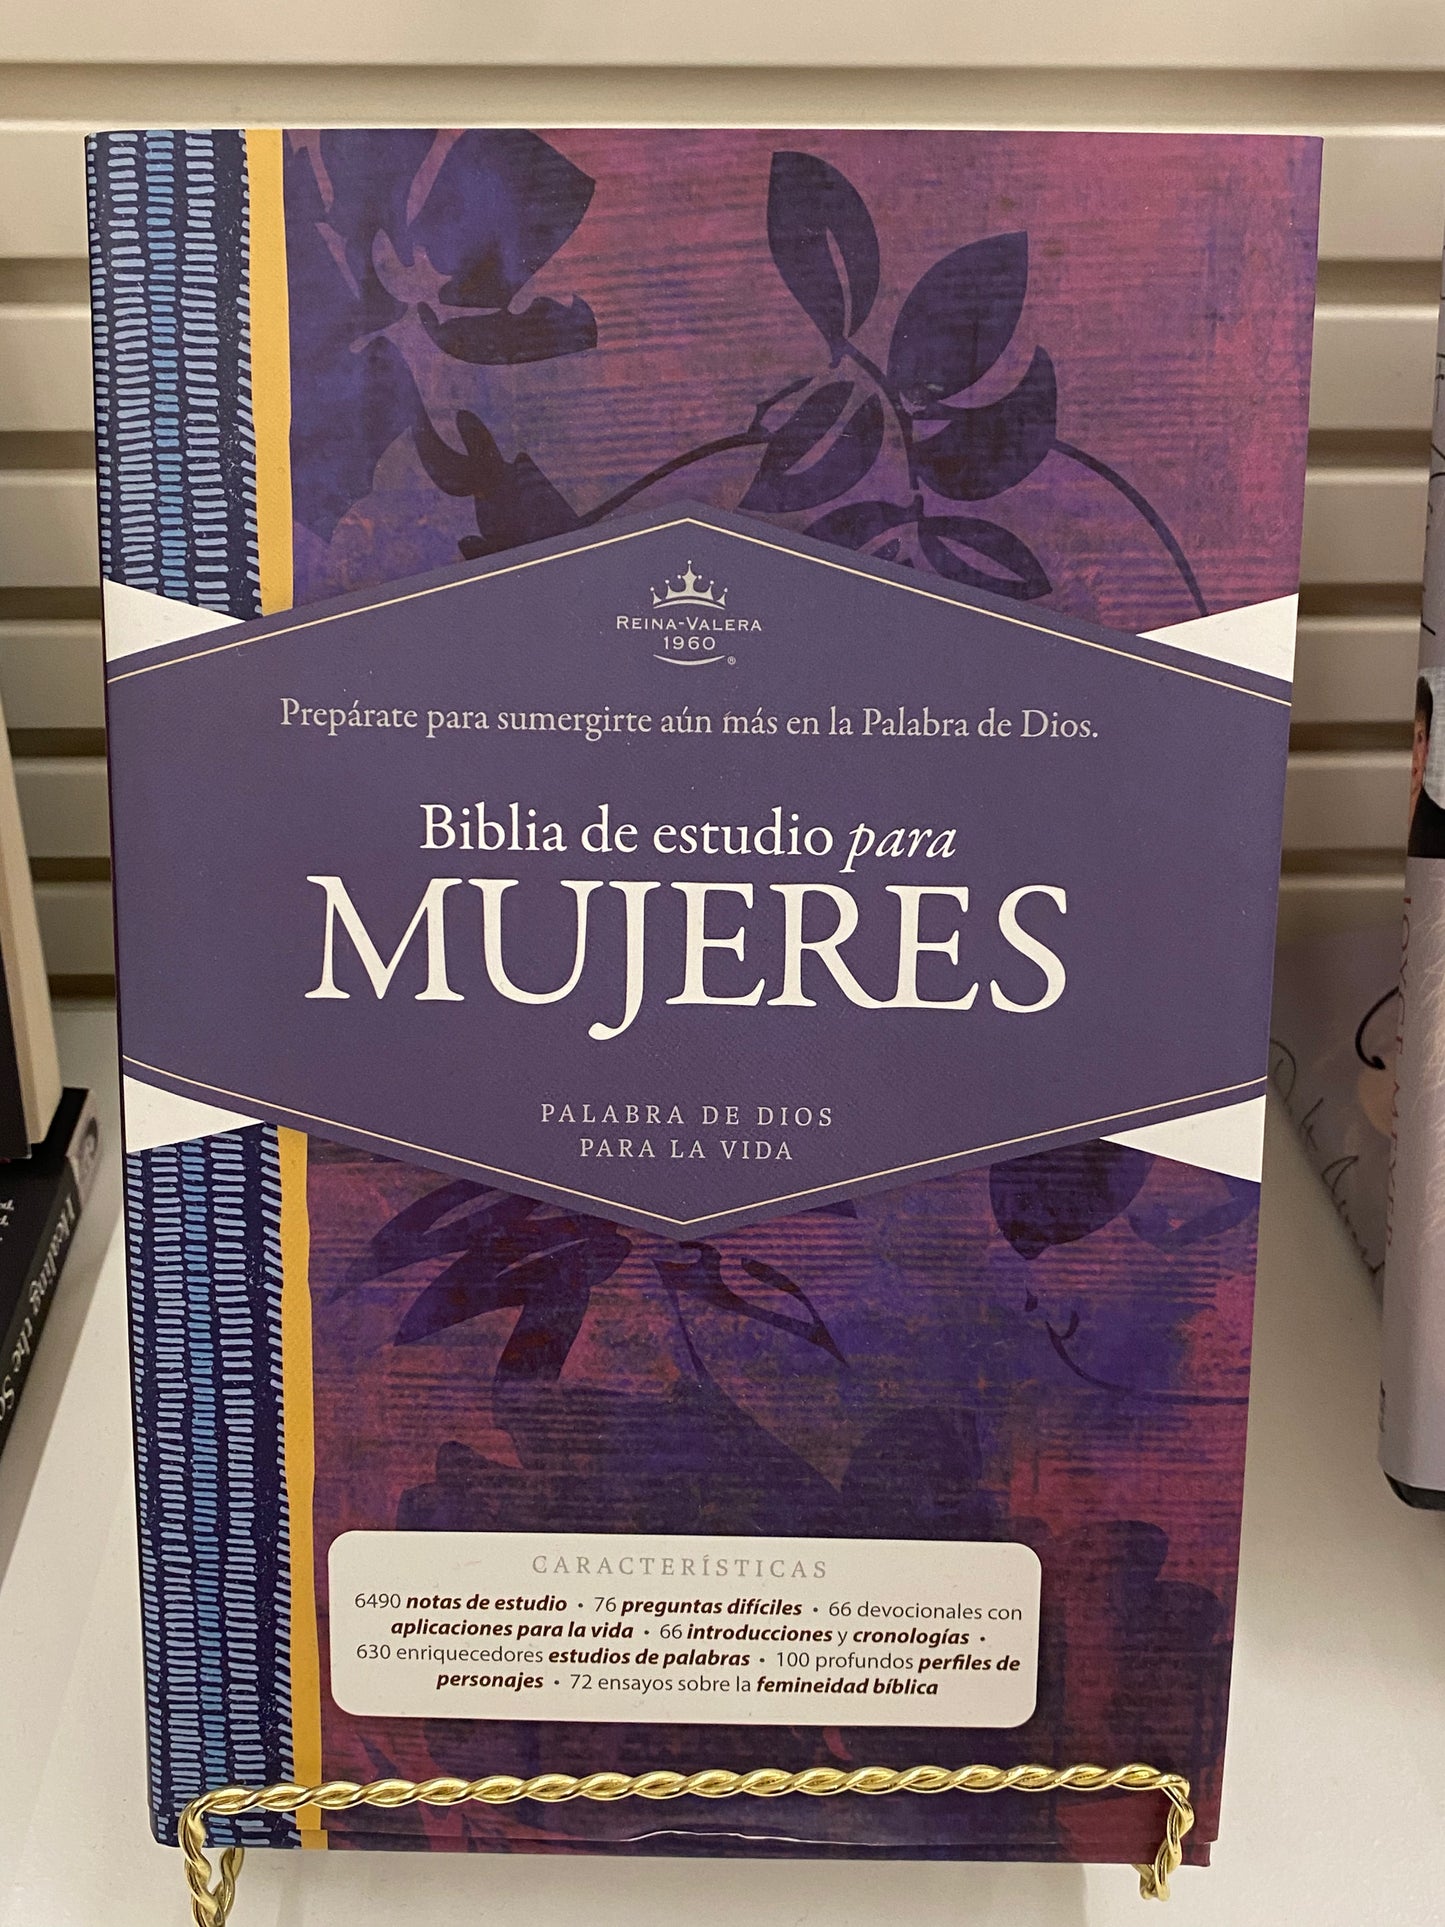 REINA-VALERA
1960
®
Prepárate para sumergirte aún más en la Palabra de Dios.
Biblia de estudio para
MUJERES
PALABRA DE DIOS
PARA LA VIDA
CARACTERÍSTICAS
6490 notas de estudio • 76 preguntas difíciles • 66 devocionales con
aplicaciones para la vida • 66 introducciones y cronologías •
630 enriquecedores estudios de palabras • 100 profundos perfiles de
personajes • 72 ensayos sobre la femineidad bíblica
Healing the